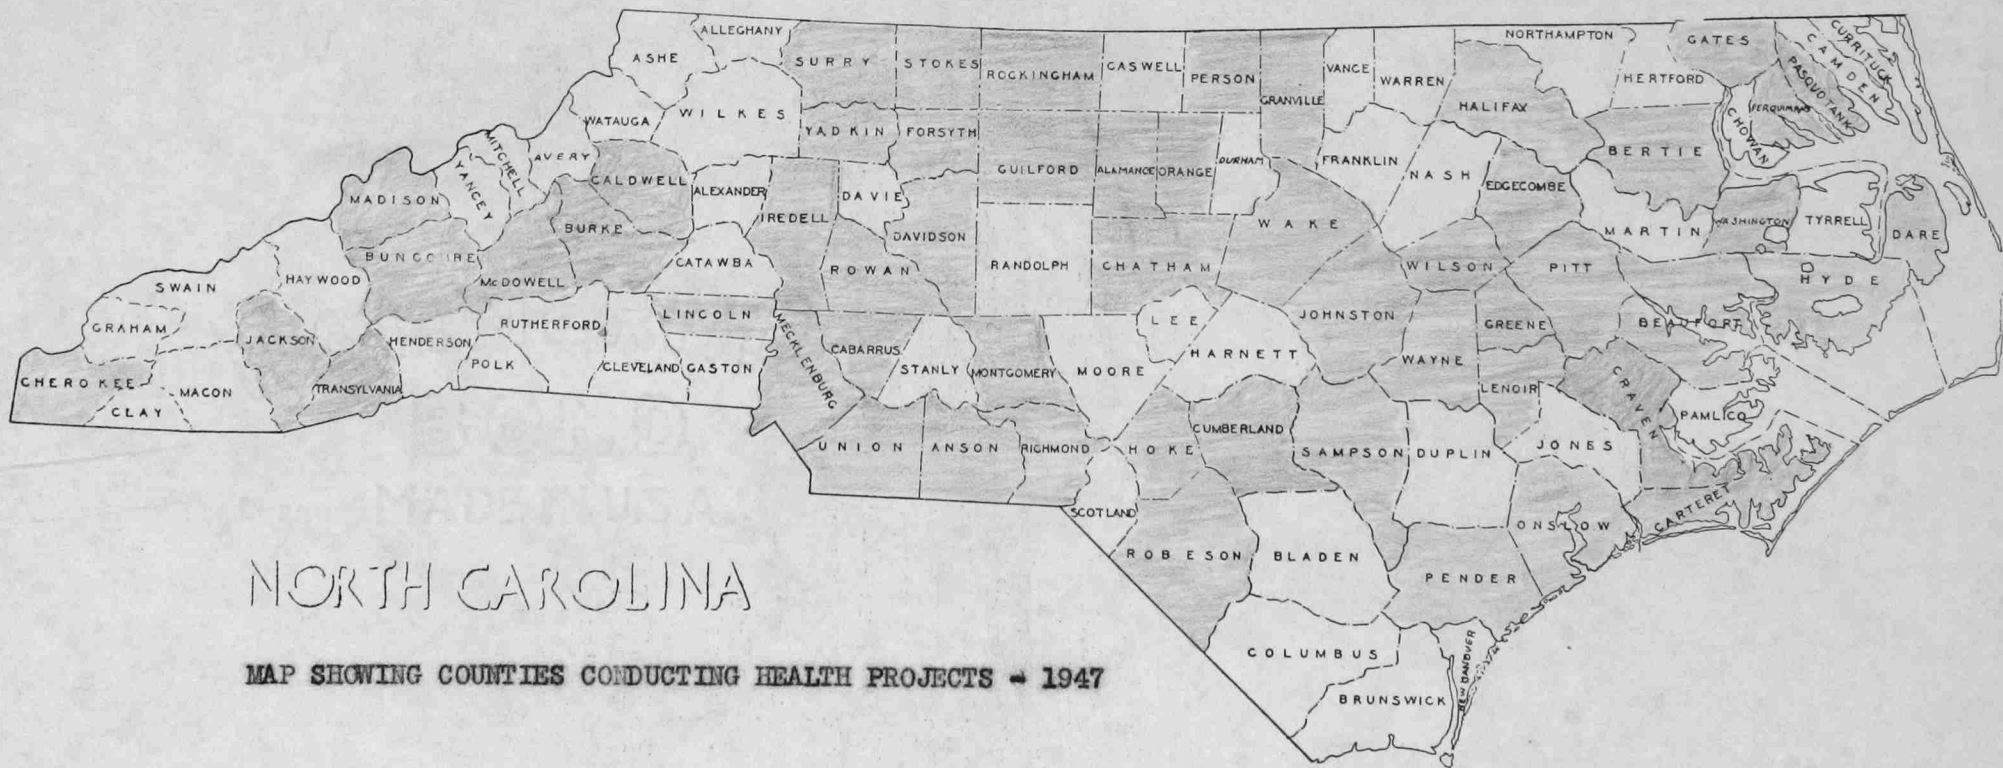 ALLEGHANY
NORTHAMPTON
GATES
CURRITUCK
CAMDEN
ASHE
SURRY
STOKES
ROCKINGHAM
CASWELL
PERSON
VANCE
WARREN
HERTFORD
PASQUOTANK
GRANVILLE
HALIFAX
PERQUIMANS
WATAUGA
WILKES
YADKIN
FORSYTH
CHOWAN
MITCHELL
AVERY
BERTIE
YANCEY
CALDWELL
ALEXANDER
DAVIE
GUILFORD
ALAMANCE
ORANGE
DURHAM
FRANKLIN
NASH
EDGECOMBE
MADISON
IREDELL
BURKE
DAVIDSON
WAKE
MARTIN
WASHINGTON
TYRRELL
DARE
BUNCOMBE
CATAWBA
ROWAN
RANDOLPH
CHATHAM
WILSON
PITT
HYDE
SWAIN
HAYWOOD
McDOWELL
GRAHAM
RUTHERFORD
LINCOLN
MECKLENBURG
LEE
JOHNSTON
GREENE
BEAUFORT
JACKSON
HENDERSON
CABARRUS
HARNETT
WAYNE
CHEROKEE
MACON
TRANSYLVANIA
POLK
CLEVELAND
GASTON
STANLY
MONTGOMERY
MOORE
LENOIR
CRAVEN
CLAY
PAMLICO
UNION
ANSON
RICHMOND
HOKE
CUMBERLAND
SAMPSON
DUPLIN
JONES
SCOTLAND
CARTERET
ONSLOW
ROBESON
BLADEN
PENDER
NORTH CAROLINA
COLUMBUS
NEW HANOVER
BRUNSWICK
MAP SHOWING COUNTIES CONDUCTING HEALTH PROJECTS - 1947
MADE IN U.S.A.